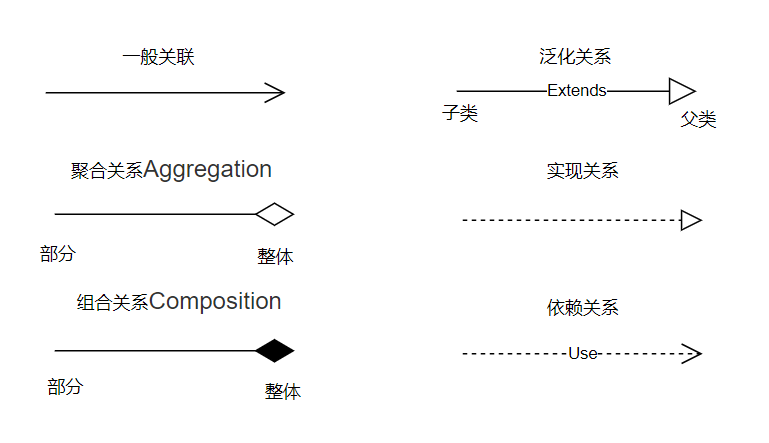 一般关联
泛化关系
Extends
子类
父类
聚合关系Aggregation
实现关系
部分
整体
组合关系Composition
依赖关系
Use
部分
整体